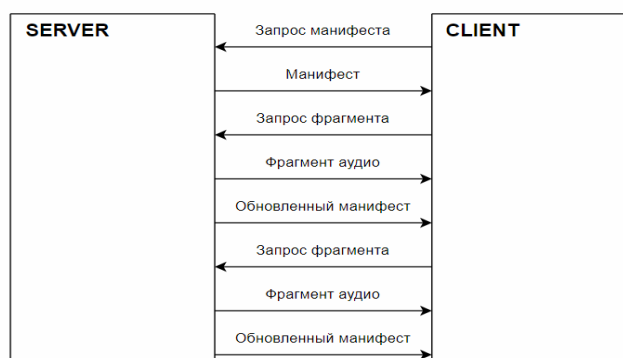 SERVER
CLIENT
Запрос манифеста
Манифест
Запрос фрагмента
Фрагмент аудио
Обновленный манифест
Запрос фрагмента
Фрагмент аудио
Обновленный манифест